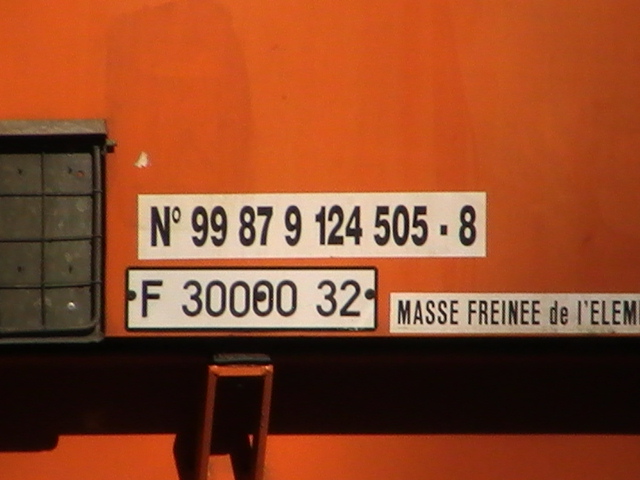 N° 99 87 9 124 505 - 8
F 30000 32
MASSE FREINEE de l'ELEM